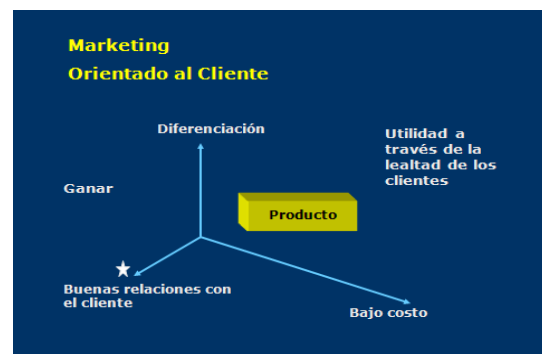 Marketing
Orientado al Cliente
Diferenciación
Utilidad a
través de la
lealtad de los
clientes
Ganar
Producto
Buenas relaciones con
el cliente
Bajo costo